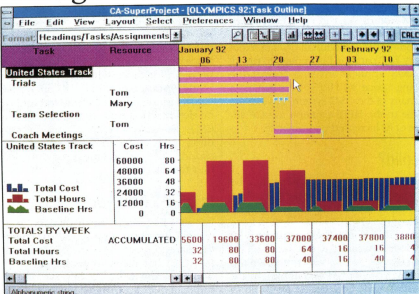 CA-SuperProject - [OLYMPICS.92:Task Outline]
File Edit View Layout Select Preferences Window Help
Format: Headings/Tasks/Assignments CALC
Task Resource January 92 February 92
06 13 20 27 03 10
United States Track
Trials
Tom
Mary
Team Selection
Tom
Coach Meetings
United States Track Cost Hrs
60000 80
48000 64
36000 48
Total Cost 24000 32
Total Hours 12000 16
Baseline Hrs 0 0
TOTALS BY WEEK
Total Cost ACCUMULATED 5600 19600 33600 37000 37400 37800 3880
Total Hours 32 80 80 64 16 16 4
Baseline Hrs 32 80 80 40 16 40 4
Alphanumeric string